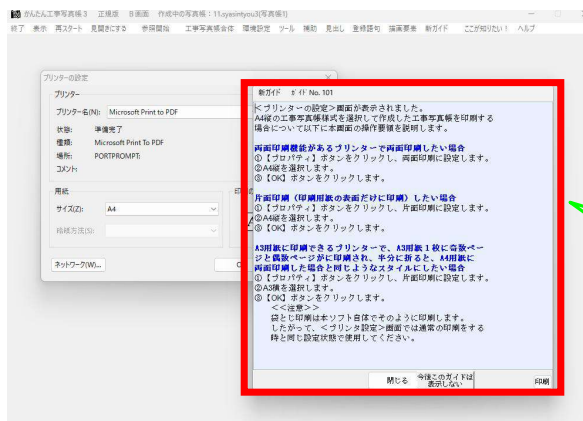 かんたん工事写真帳3 正規版 B画面 作成中の写真帳：11.syasintyou3(写真帳1)
終了 表示 再スタート 見開きにする 参照開始 工事写真帳全体 環境設定 ツール 補助 見出し 登録語句 描画要素 新ガイド ここが知りたい！ ヘルプ
プリンターの設定
プリンター
プリンター名(N): Microsoft Print to PDF
状態: 準備完了
種類: Microsoft Print To PDF
場所: PORTPROMPT:
コメント:
用紙
サイズ(Z): A4
給紙方法(S):
ネットワーク(W)...
新ガイド ガイド No. 101
＜プリンターの設定＞画面が表示されました。
A4縦の工事写真帳様式を選択して作成した工事写真帳を印刷する
場合について以下に本画面の操作要領を説明します。
両面印刷機能があるプリンターで両面印刷したい場合
①【プロパティ】ボタンをクリックし、両面印刷に設定します。
②A4縦を選択します。
③【OK】ボタンをクリックします。
片面印刷（印刷用紙の表面だけに印刷）したい場合
①【プロパティ】ボタンをクリックし、片面印刷に設定します。
②A4縦を選択します。
③【OK】ボタンをクリックします。
A3用紙に印刷できるプリンターで、A3用紙１枚に奇数ペー
ジと偶数ページが印刷され、半分に折ると、A4用紙に
両面印刷した場合と同じようなスタイルにしたい場合
①【プロパティ】ボタンをクリックし、片面印刷に設定します。
②A3横を選択します。
③【OK】ボタンをクリックします。
＜＜注意＞＞
袋とじ印刷は本ソフト自体でそのように印刷します。
したがって、＜プリンタ設定＞画面では通常の印刷をする
時と同じ設定状態で使用してください。
閉じる
今後このガイドは
表示しない
印刷